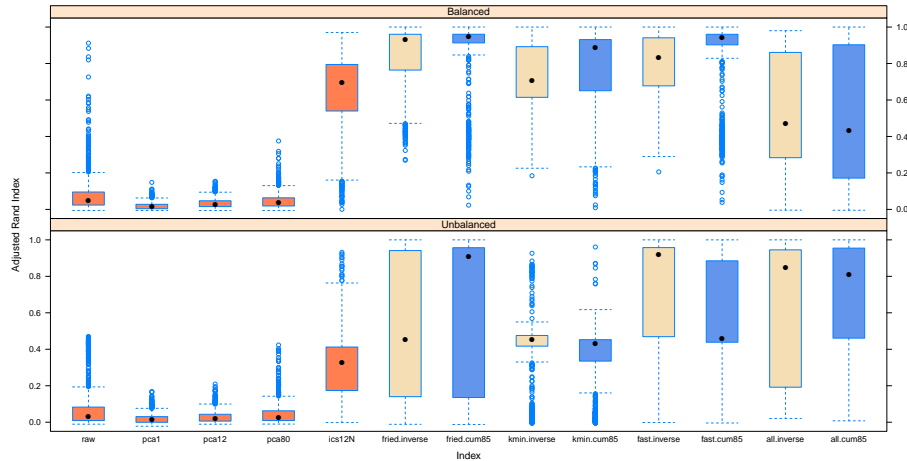 Balanced
1.0
0.8
0.6
0.4
0.2
0.0
Unbalanced
1.0
0.8
0.6
0.4
0.2
0.0
Adjusted Rand Index
raw pca1 pca12 pca80 ics12N fried.inverse fried.cum85 kmin.inverse kmin.cum85 fast.inverse fast.cum85 all.inverse all.cum85
Index